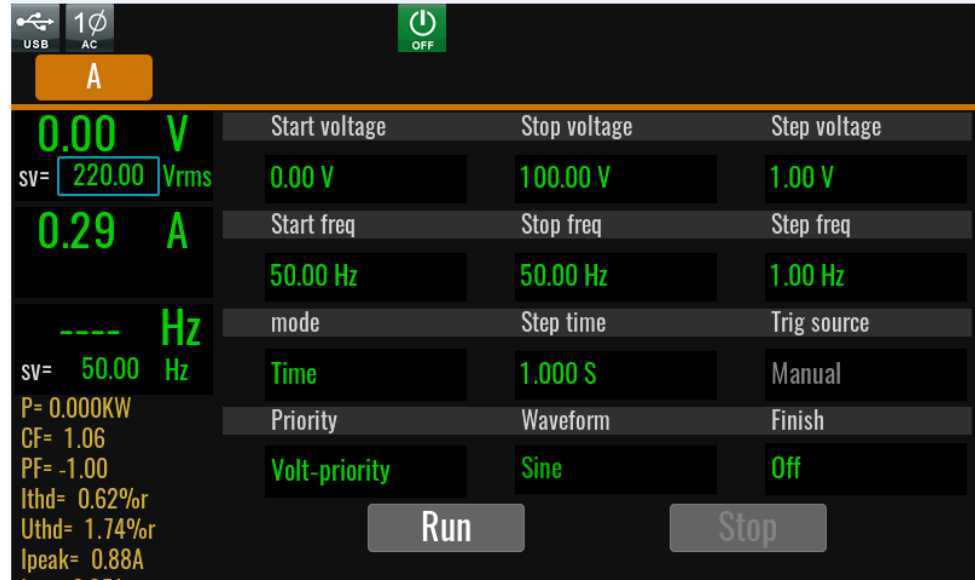 USB
1Ø
AC
OFF
A
0.00 V
sv= 220.00 Vrms
0.29 A
---- Hz
sv= 50.00 Hz
P= 0.000KW
CF= 1.06
PF= -1.00
Ithd= 0.62%r
Uthd= 1.74%r
Ipeak= 0.88A
Start voltage Stop voltage Step voltage
0.00 V 100.00 V 1.00 V
Start freq Stop freq Step freq
50.00 Hz 50.00 Hz 1.00 Hz
mode Step time Trig source
Time 1.000 S Manual
Priority Waveform Finish
Volt-priority Sine Off
Run Stop